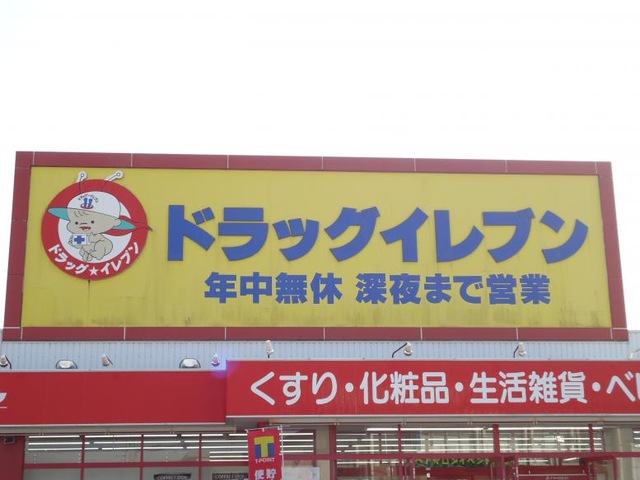 ドラッグイレブン
年中無休 深夜まで営業
ドラッグ★イレブン
くすり・化粧品・生活雑貨・ベ
T-POINT
使
貯